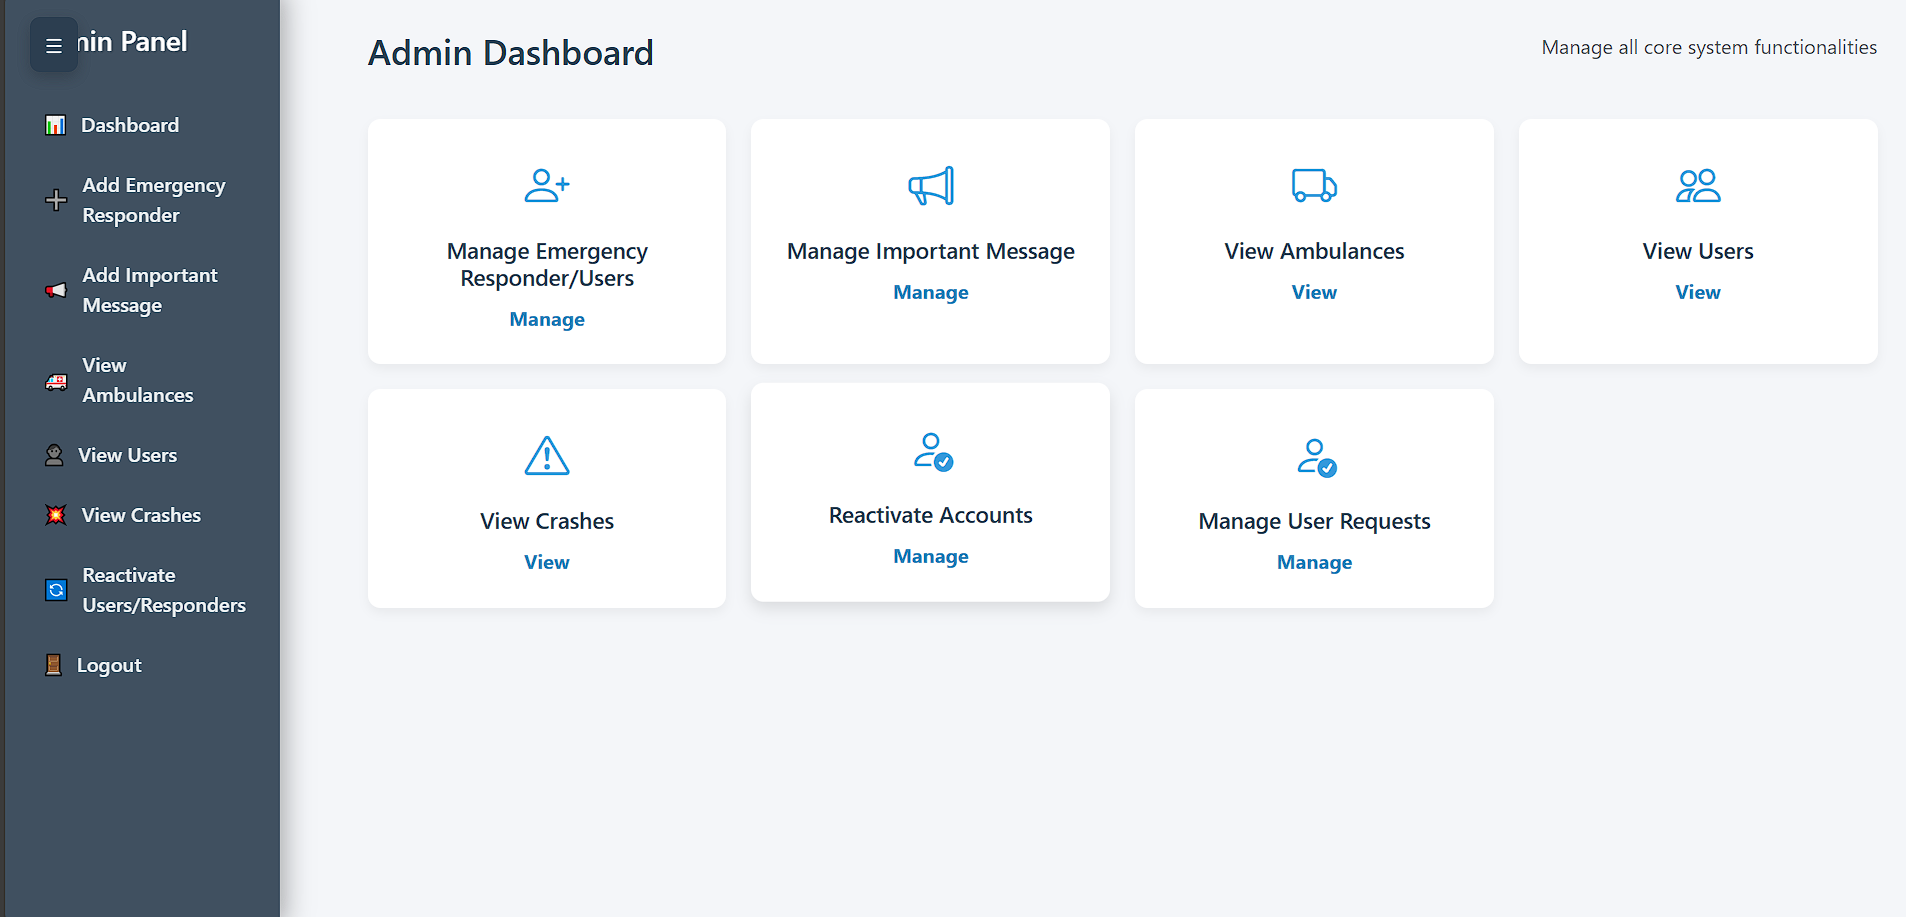 min Panel
Dashboard
Add Emergency
Responder
Add Important
Message
View
Ambulances
View Users
View Crashes
Reactivate
Users/Responders
Logout
Admin Dashboard
Manage all core system functionalities
Manage Emergency
Responder/Users
Manage
Manage Important Message
Manage
View Ambulances
View
View Users
View
View Crashes
View
Reactivate Accounts
Manage
Manage User Requests
Manage